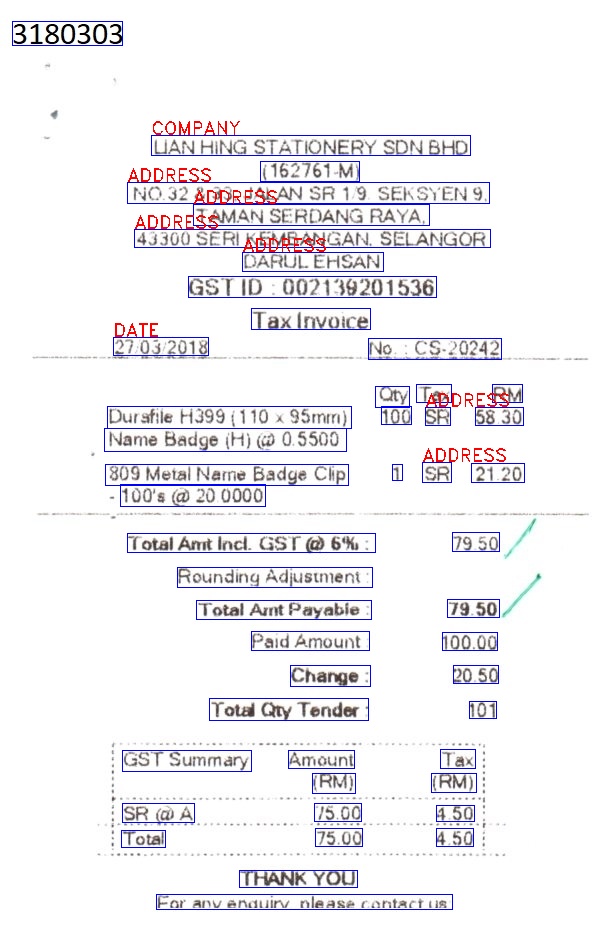 3180303
COMPANY
LIAN HING STATIONERY SDN BHD
(162761-M)
ADDRESS
NO.32 & 33, JALAN SR 1/9, SEKSYEN 9,
ADDRESS
TAMAN SERDANG RAYA,
ADDRESS
43300 SERI KEMBANGAN, SELANGOR
ADDRESS
DARUL EHSAN
GST ID : 002139201536
Tax Invoice
DATE
27/03/2018 No. : CS-20242
Qty Tax RM
ADDRESS
Durafile H399 (110 x 95mm) 100 SR 58.30
Name Badge (H) @ 0.5500
ADDRESS
809 Metal Name Badge Clip 1 SR 21.20
- 100's @ 20.0000
Total Amt Incl. GST @ 6% : 79.50
Rounding Adjustment :
Total Amt Payable : 79.50
Paid Amount : 100.00
Change : 20.50
Total Qty Tender : 101
GST Summary Amount Tax
(RM) (RM)
SR @ A 75.00 4.50
Total 75.00 4.50
THANK YOU
For any enquiry, please contact us